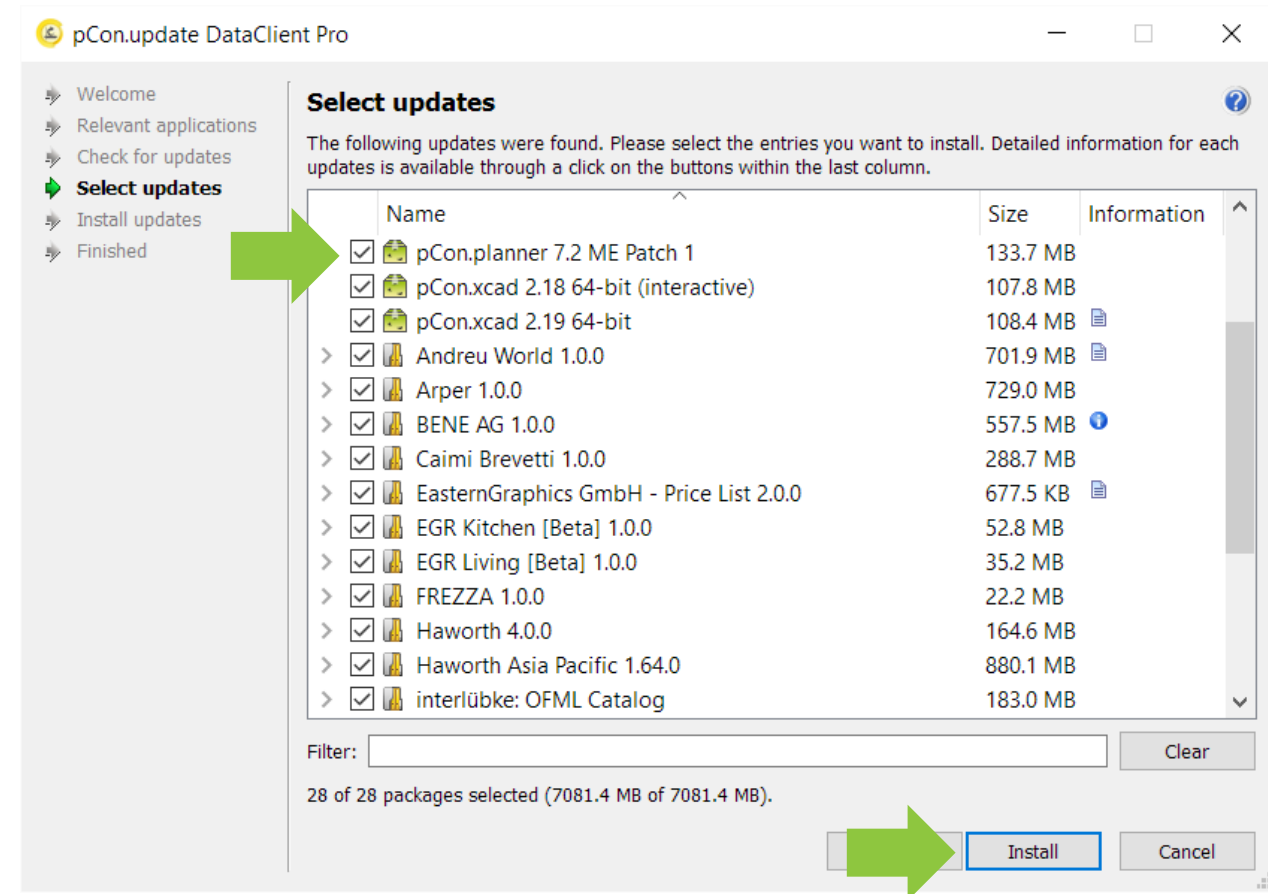 pCon.update DataClient Pro
Welcome
Relevant applications
Check for updates
Select updates
Install updates
Finished
Select updates
The following updates were found. Please select the entries you want to install. Detailed information for each
updates is available through a click on the buttons within the last column.
Name Size Information
pCon.planner 7.2 ME Patch 1 133.7 MB
pCon.xcad 2.18 64-bit (interactive) 107.8 MB
pCon.xcad 2.19 64-bit 108.4 MB
Andreu World 1.0.0 701.9 MB
Arper 1.0.0 729.0 MB
BENE AG 1.0.0 557.5 MB
Caimi Brevetti 1.0.0 288.7 MB
EasternGraphics GmbH - Price List 2.0.0 677.5 KB
EGR Kitchen [Beta] 1.0.0 52.8 MB
EGR Living [Beta] 1.0.0 35.2 MB
FREZZA 1.0.0 22.2 MB
Haworth 4.0.0 164.6 MB
Haworth Asia Pacific 1.64.0 880.1 MB
interlübke: OFML Catalog 183.0 MB
Filter: Clear
28 of 28 packages selected (7081.4 MB of 7081.4 MB).
Install Cancel